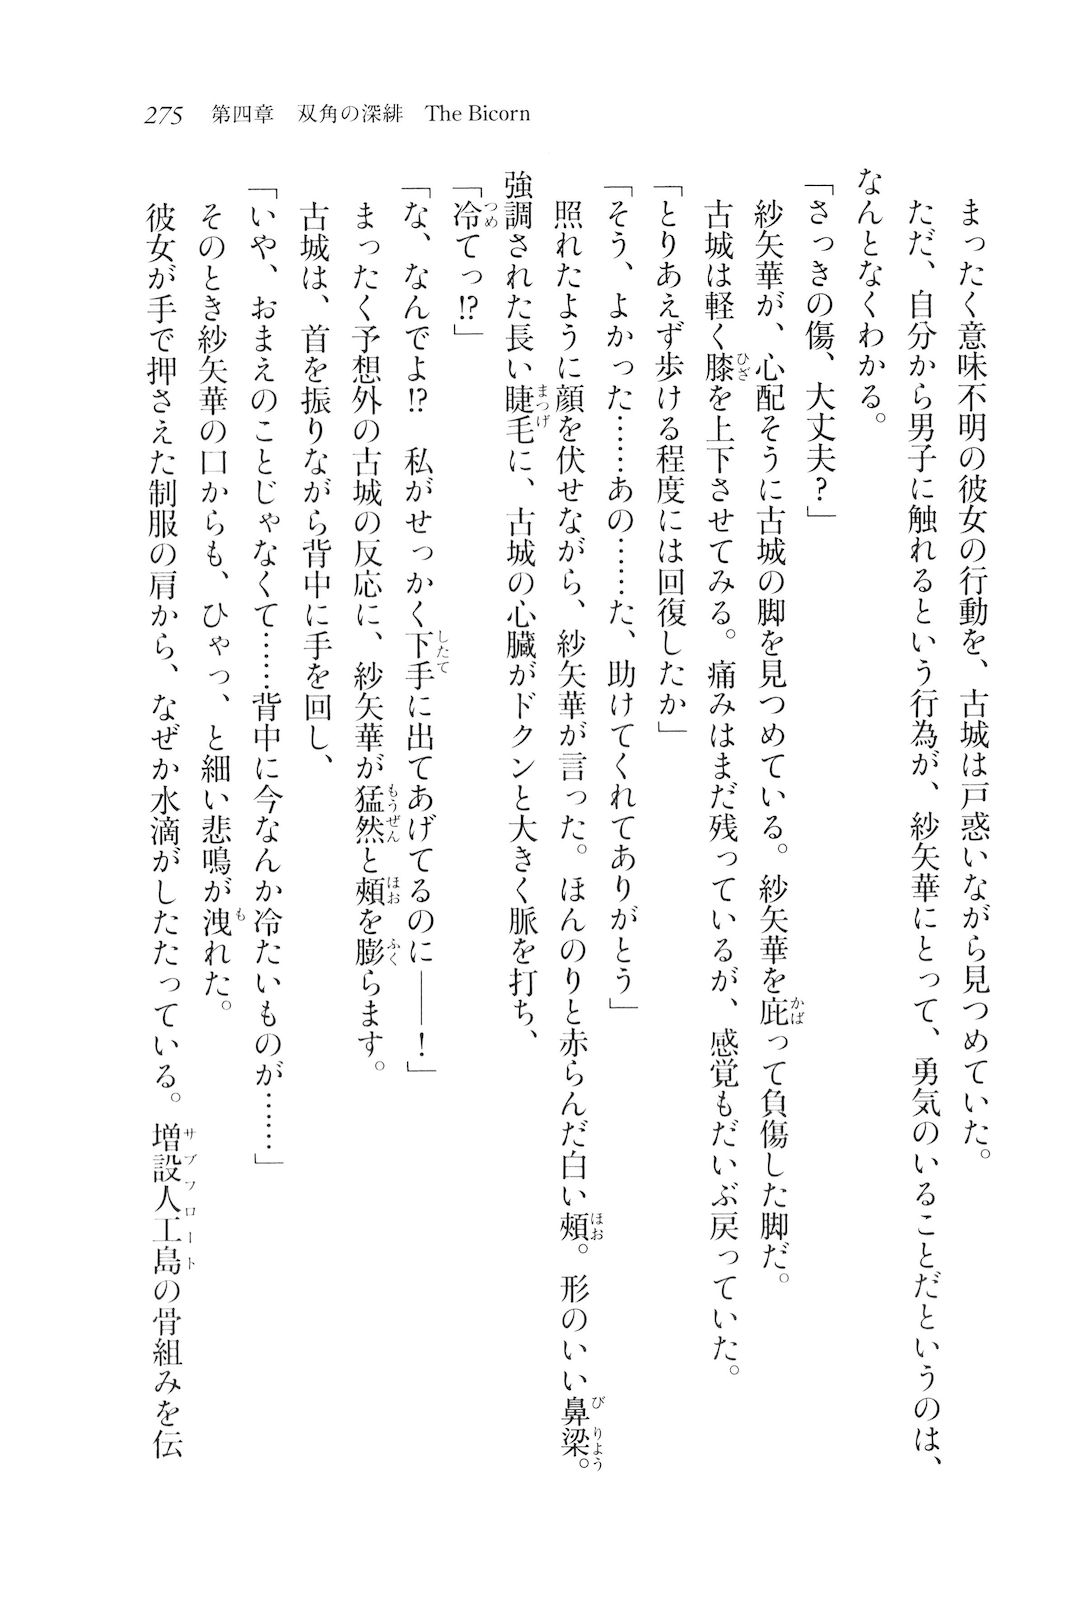 275　第四章　双角の深緋　The Bicorn
まったく意味不明の彼女の行動を、古城は戸惑いながら見つめていた。
ただ、自分から男子に触れるという行為が、紗矢華にとって、勇気のいることだというのは、
なんとなくわかる。
「さっきの傷、大丈夫？」
紗矢華が、心配そうに古城の脚を見つめている。紗矢華を庇って負傷した脚だ。
古城は軽く膝を上下させてみる。痛みはまだ残っているが、感覚もだいぶ戻っていた。
「とりあえず歩ける程度には回復したか」
「そう、よかった……あの……た、助けてくれてありがとう」
照れたように顔を伏せながら、紗矢華が言った。ほんのりと赤らんだ白い頰。形のいい鼻梁。
強調された長い睫毛に、古城の心臓がドクンと大きく脈を打ち、
「冷てっ!?」
「な、なんでよ!?　私がせっかく下手に出てあげてるのに――！」
まったく予想外の古城の反応に、紗矢華が猛然と頰を膨らます。
古城は、首を振りながら背中に手を回し、
「いや、おまえのことじゃなくて……背中に今なんか冷たいものが……」
そのとき紗矢華の口からも、ひゃっ、と細い悲鳴が洩れた。
彼女が手で押さえた制服の肩から、なぜか水滴がしたたっている。増設人工島の骨組みを伝